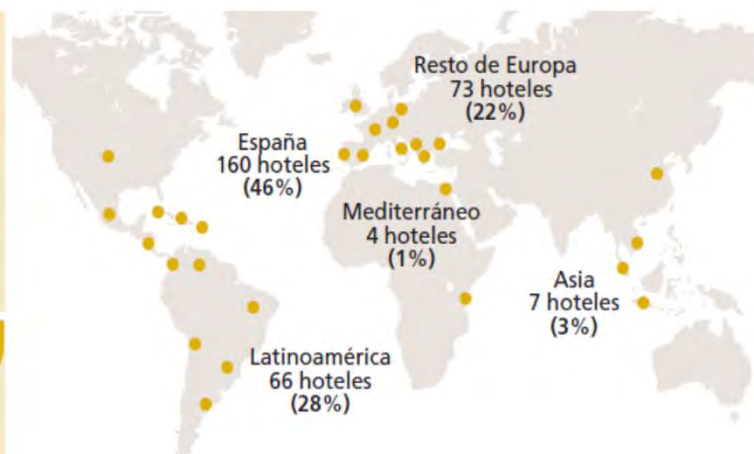 Resto de Europa
73 hoteles
(22%)
España
160 hoteles
(46%)
Mediterráneo
4 hoteles
(1%)
Asia
7 hoteles
(3%)
Latinoamérica
66 hoteles
(28%)